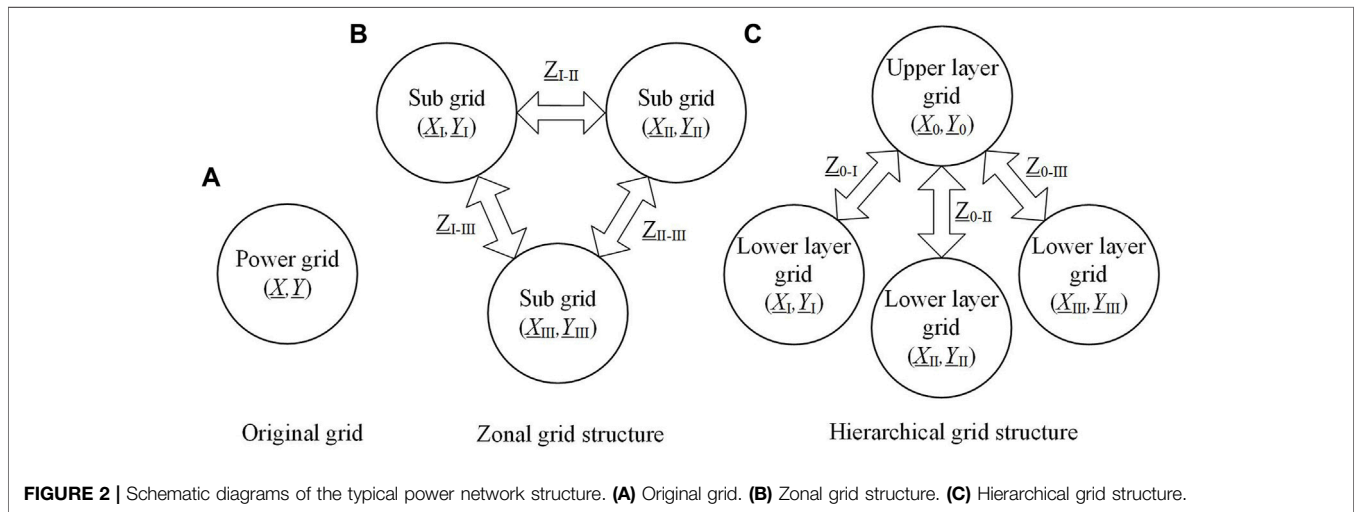 A
Power grid
(X,Y)
Original grid
B
Z_I-II
Sub grid
(X_I,Y_I)
Sub grid
(X_II,Y_II)
Z_I-III
Z_II-III
Sub grid
(X_III,Y_III)
Zonal grid structure
C
Upper layer
grid
(X_0,Y_0)
Z_0-I
Z_0-III
Z_0-II
Lower layer
grid
(X_I,Y_I)
Lower layer
grid
(X_II,Y_II)
Lower layer
grid
(X_III,Y_III)
Hierarchical grid structure
FIGURE 2 | Schematic diagrams of the typical power network structure. (A) Original grid. (B) Zonal grid structure. (C) Hierarchical grid structure.